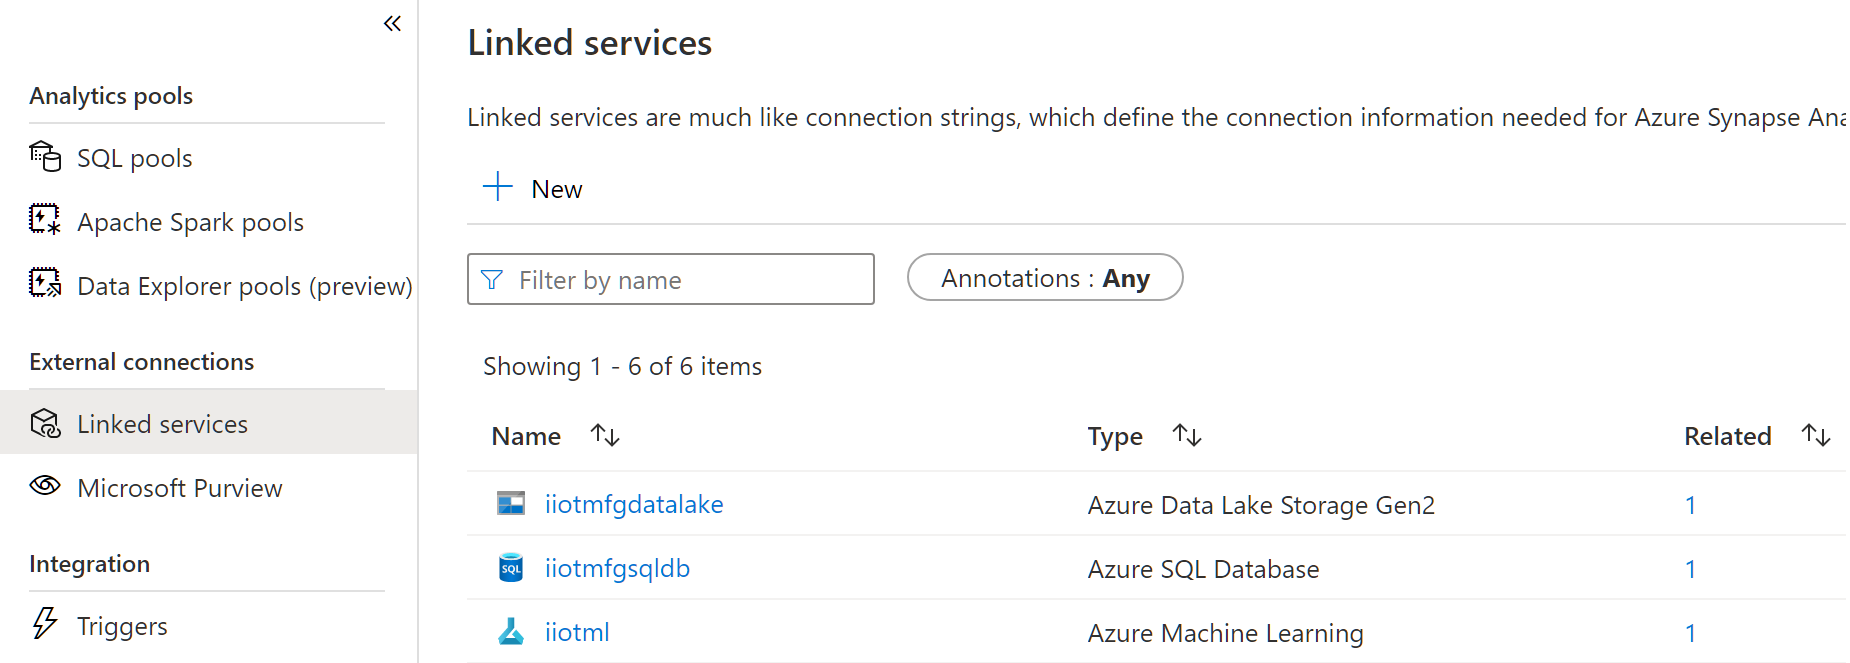 Analytics pools
SQL pools
Apache Spark pools
Data Explorer pools (preview)
External connections
Linked services
Microsoft Purview
Integration
Triggers
Linked services
Linked services are much like connection strings, which define the connection information needed for Azure Synapse Ana
New
Filter by name
Annotations : Any
Showing 1 - 6 of 6 items
Name Type Related
iiotmfgdatalake Azure Data Lake Storage Gen2 1
SQL iiotmfgsqldb Azure SQL Database 1
iiotml Azure Machine Learning 1